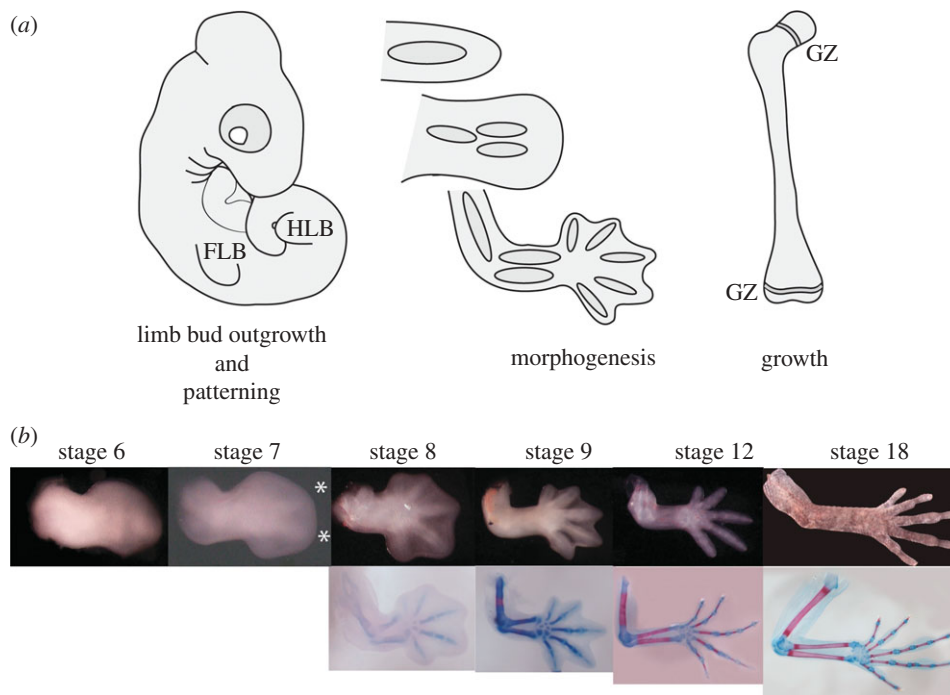 (a)
GZ
HLB
FLB
GZ
limb bud outgrowth
and
patterning
morphogenesis
growth
(b)
stage 6
stage 7
stage 8
stage 9
stage 12
stage 18
*
*